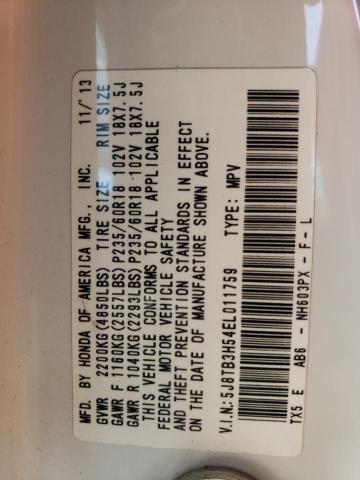 MFD. BY HONDA OF AMERICA MFG., INC. 11/'13
GVWR 2200KG(4850LBS) TIRE SIZE RIM SIZE
GAWR F 1160KG(2557LBS) P235/60R18 102V 18X7.5J
GAWR R 1040KG(2293LBS) P235/60R18 102V 18X7.5J
THIS VEHICLE CONFORMS TO ALL APPLICABLE
FEDERAL MOTOR VEHICLE SAFETY
AND THEFT PREVENTION STANDARDS IN EFFECT
ON THE DATE OF MANUFACTURE SHOWN ABOVE.
V.I.N.: 5J8TB3H54EL011759 TYPE: MPV
TX5 E AB6 - NH603PX - F - L